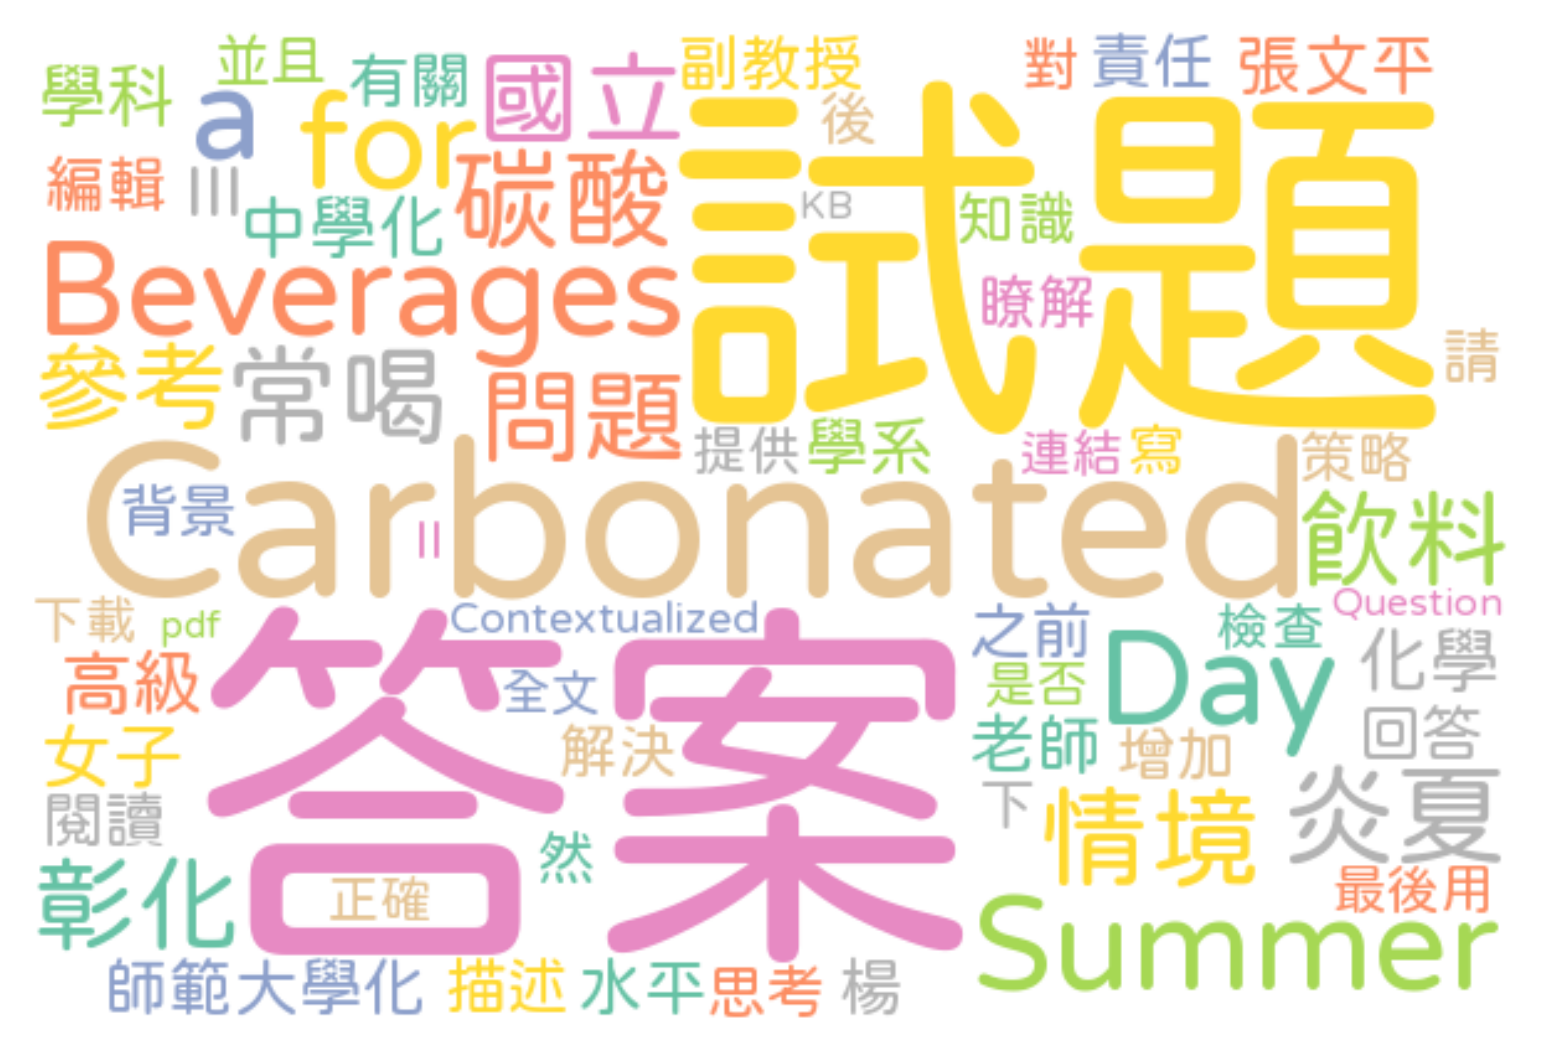 並且
有關
國立
副教授
對
責任
張文平
學科
a
for
後
試題
編輯
III
中學化
碳酸
KB
知識
Beverages
瞭解
參考
常喝
問題
請
提供
學系
連結
寫
策略
Carbonated
背景
II
飲料
下載
pdf
Contextualized
之前
檢查
Question
高級
答案
全文
是否
Day
化學
女子
解決
老師
增加
回答
閱讀
然
下
情境
炎夏
彰化
正確
最後用
Summer
師範大學化
描述
水平
思考
楊